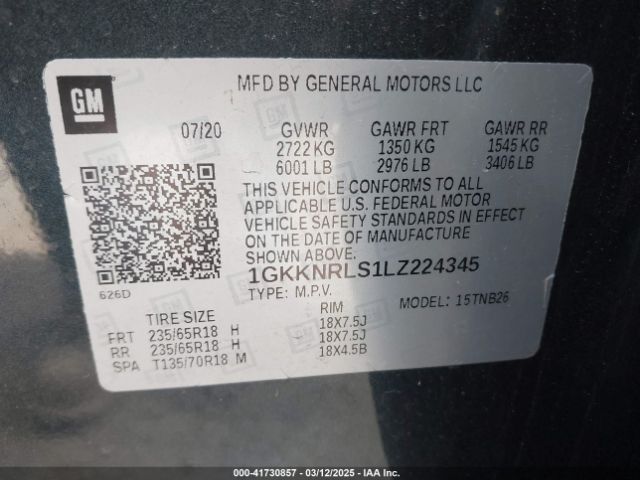 GM
MFD BY GENERAL MOTORS LLC
07/20 GVWR GAWR FRT GAWR RR
2722 KG 1350 KG 1545 KG
6001 LB 2976 LB 3406 LB
THIS VEHICLE CONFORMS TO ALL
APPLICABLE U.S. FEDERAL MOTOR
VEHICLE SAFETY STANDARDS IN EFFECT
ON THE DATE OF MANUFACTURE
SHOWN ABOVE.
1GKKNRLS1LZ224345
626D
TYPE: M.P.V. MODEL: 15TNB26
TIRE SIZE RIM
FRT 235/65R18 H 18X7.5J
RR 235/65R18 H 18X7.5J
SPA T135/70R18 M 18X4.5B
000-41730857 - 03/12/2025 - IAA Inc.